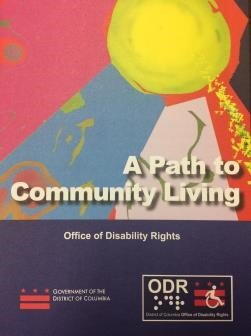 A Path to
Community Living
Office of Disability Rights
GOVERNMENT OF THE
DISTRICT OF COLUMBIA
ODR
District of Columbia Office of Disability Rights